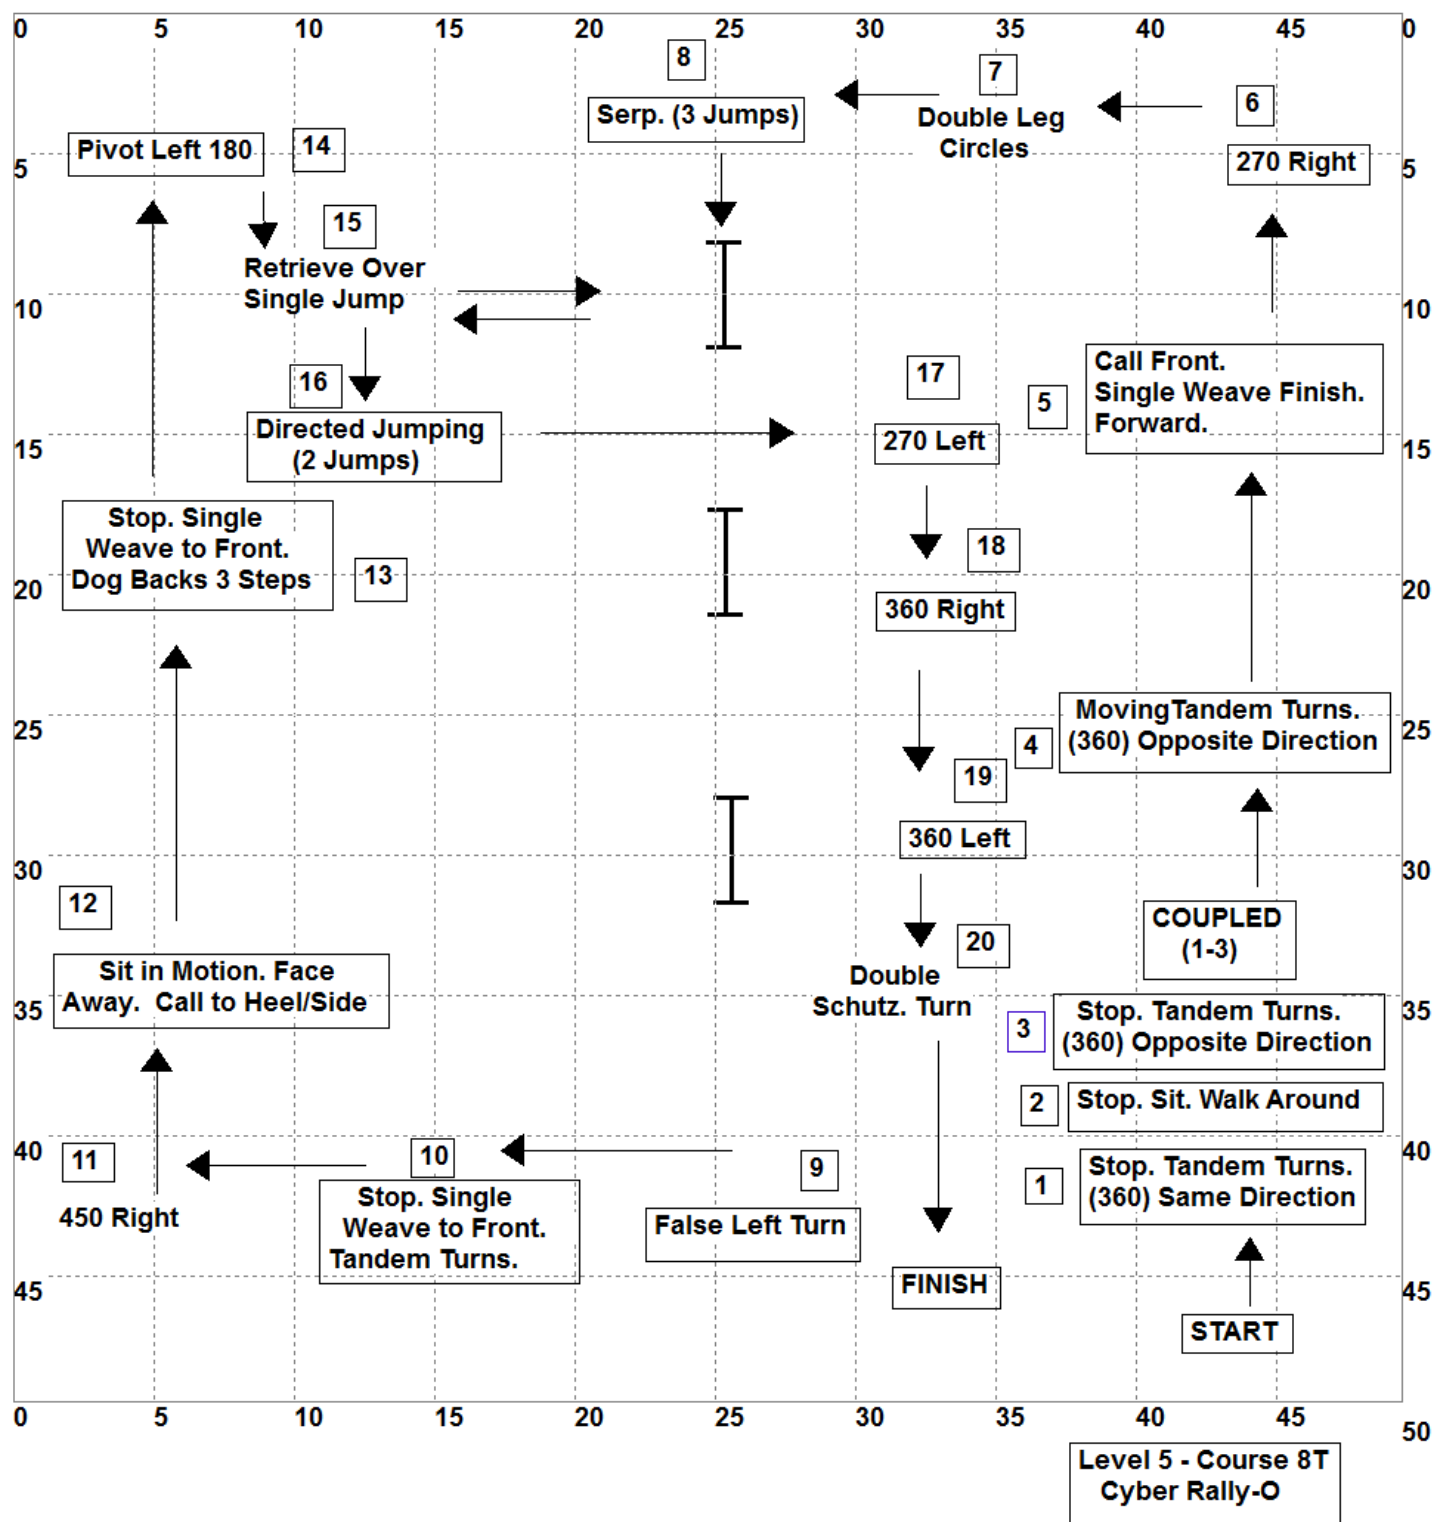 0 5 10 15 20 25 30 35 40 45 0
8
7
6
Serp. (3 Jumps)
Double Leg
Circles
Pivot Left 180
14
270 Right
5
5
15
Retrieve Over
Single Jump
10
10
16
17
5
Call Front.
Single Weave Finish.
Forward.
Directed Jumping
(2 Jumps)
270 Left
15
15
Stop. Single
Weave to Front.
Dog Backs 3 Steps
13
18
20
20
360 Right
MovingTandem Turns.
(360) Opposite Direction
4
25
25
19
360 Left
30
30
12
COUPLED
(1-3)
20
Sit in Motion. Face
Away. Call to Heel/Side
Double
Schutz. Turn
35
35
3
Stop. Tandem Turns.
(360) Opposite Direction
2
Stop. Sit. Walk Around
40
40
11
450 Right
10
Stop. Single
Weave to Front.
Tandem Turns.
9
False Left Turn
1
Stop. Tandem Turns.
(360) Same Direction
45
45
FINISH
START
0 5 10 15 20 25 30 35 40 45 50
Level 5 - Course 8T
Cyber Rally-O